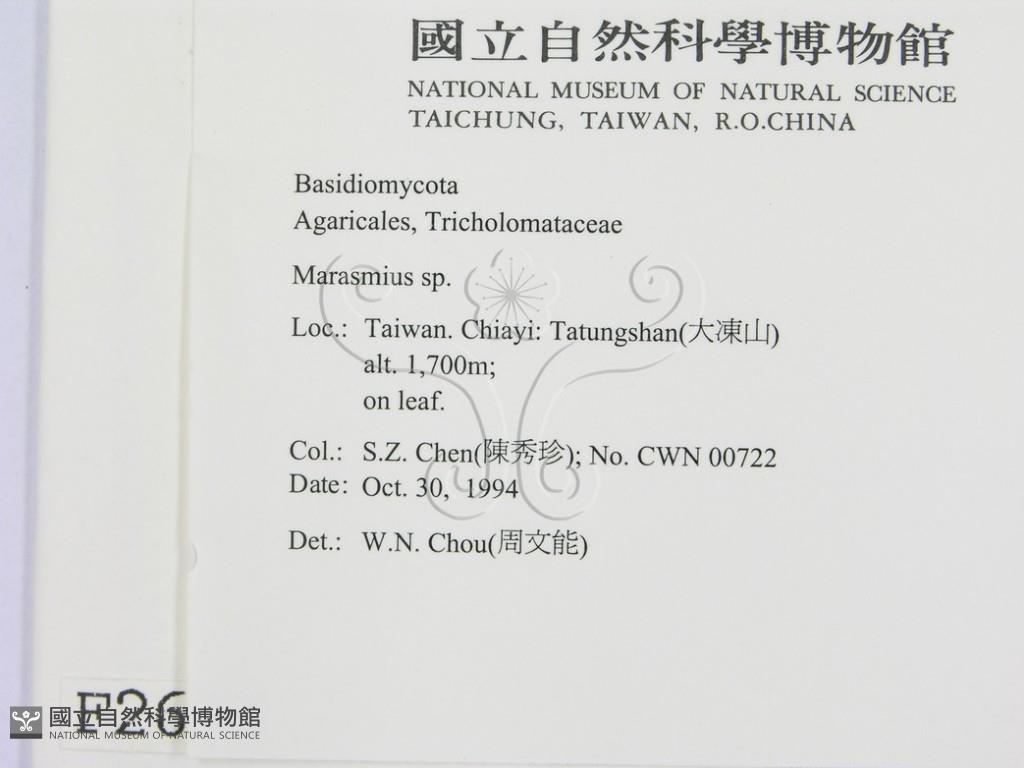 國立自然科學博物館
NATIONAL MUSEUM OF NATURAL SCIENCE
TAICHUNG, TAIWAN, R.O.CHINA
Basidiomycota
Agaricales, Tricholomataceae
Marasmius sp.
Loc.: Taiwan. Chiayi: Tatungshan(大凍山)
alt. 1,700m;
on leaf.
Col.: S.Z. Chen(陳秀珍); No. CWN 00722
Date: Oct. 30, 1994
Det.: W.N. Chou(周文能)
F26
國立自然科學博物館
NATIONAL MUSEUM OF NATURAL SCIENCE